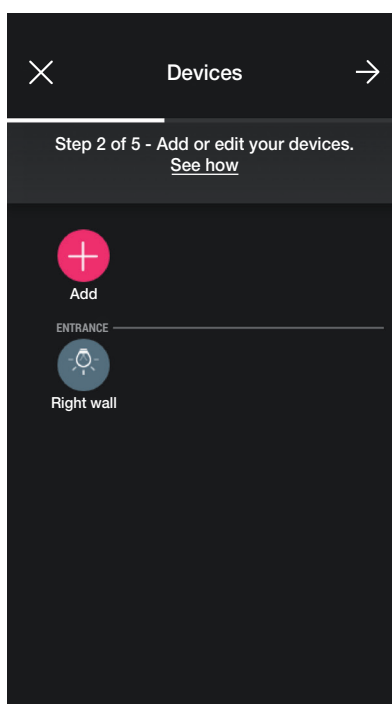 Devices
Step 2 of 5 - Add or edit your devices.
See how
Add
ENTRANCE
Right wall